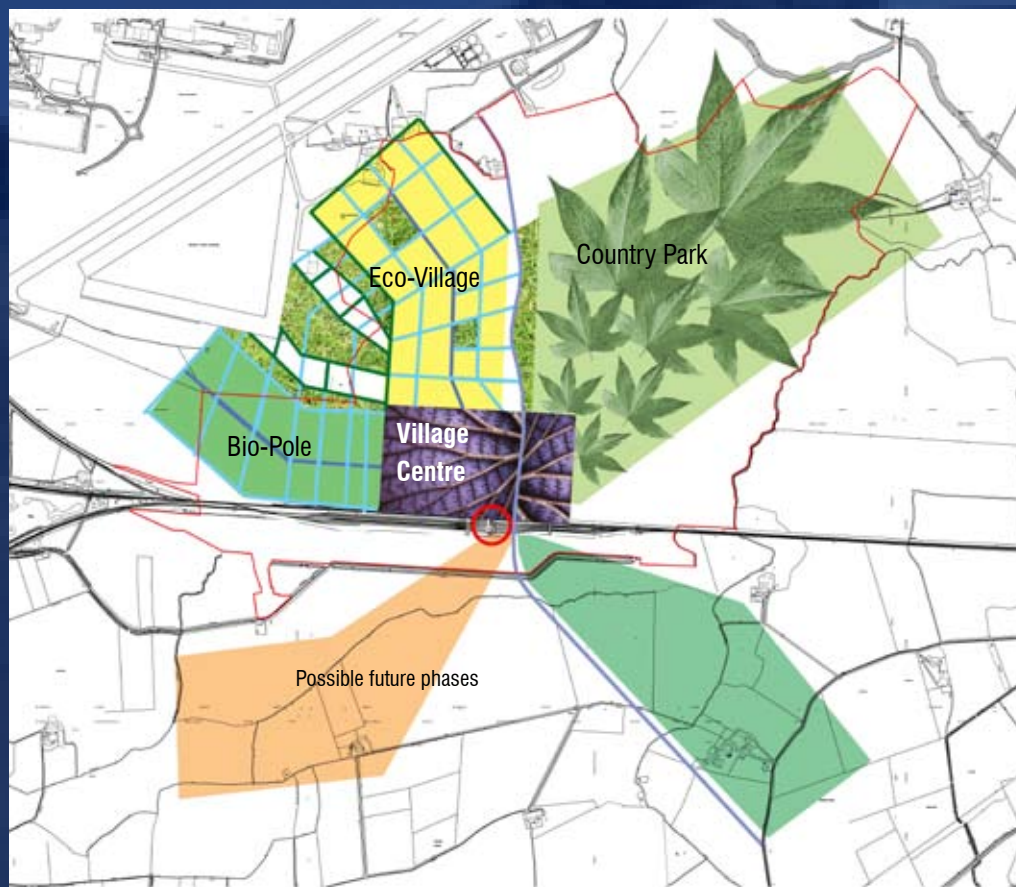 Eco-Village
Country Park
Bio-Pole
Village
Centre
Possible future phases